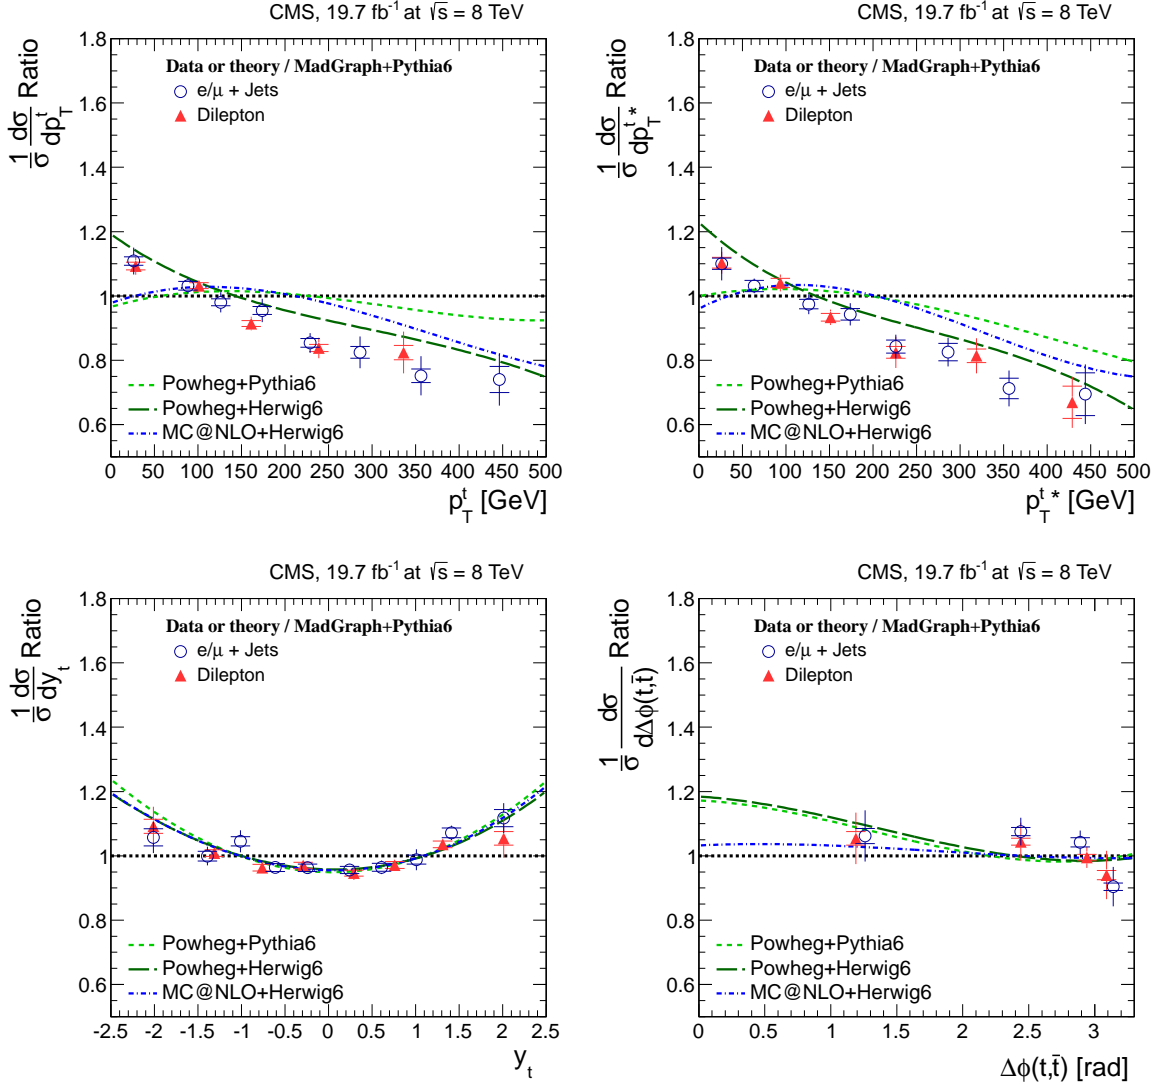 CMS, 19.7 fb⁻¹ at √s = 8 TeV
Data or theory / MadGraph+Pythia6
e/μ + Jets
Dilepton
1/σ dσ/dp_T^t Ratio
1.8
1.6
1.4
1.2
1
0.8
0.6
Powheg+Pythia6
Powheg+Herwig6
MC@NLO+Herwig6
0 50 100 150 200 250 300 350 400 450 500
p_T^t [GeV]
CMS, 19.7 fb⁻¹ at √s = 8 TeV
Data or theory / MadGraph+Pythia6
e/μ + Jets
Dilepton
1/σ dσ/dp_T^t* Ratio
1.8
1.6
1.4
1.2
1
0.8
0.6
Powheg+Pythia6
Powheg+Herwig6
MC@NLO+Herwig6
0 50 100 150 200 250 300 350 400 450 500
p_T^t* [GeV]
CMS, 19.7 fb⁻¹ at √s = 8 TeV
Data or theory / MadGraph+Pythia6
e/μ + Jets
Dilepton
1/σ dσ/dy_t Ratio
1.8
1.6
1.4
1.2
1
0.8
0.6
Powheg+Pythia6
Powheg+Herwig6
MC@NLO+Herwig6
-2.5 -2 -1.5 -1 -0.5 0 0.5 1 1.5 2 2.5
y_t
CMS, 19.7 fb⁻¹ at √s = 8 TeV
Data or theory / MadGraph+Pythia6
e/μ + Jets
Dilepton
1/σ dσ/dΔϕ(t,t̄) Ratio
1.8
1.6
1.4
1.2
1
0.8
0.6
Powheg+Pythia6
Powheg+Herwig6
MC@NLO+Herwig6
0 0.5 1 1.5 2 2.5 3
Δϕ(t,t̄) [rad]